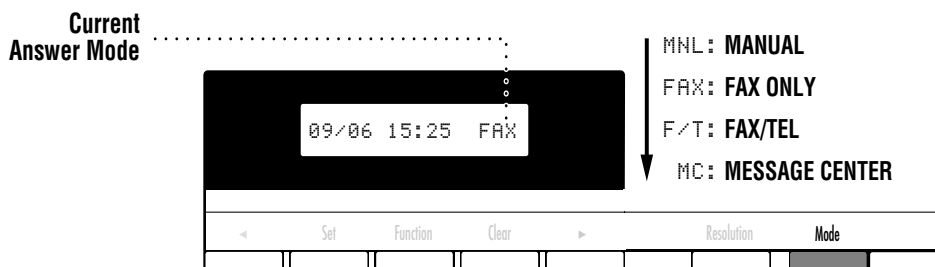 Current
Answer Mode
09/06 15:25 FAX
MNL: MANUAL
FAX: FAX ONLY
F/T: FAX/TEL
MC: MESSAGE CENTER
◄ Set Function Clear ► Resolution Mode